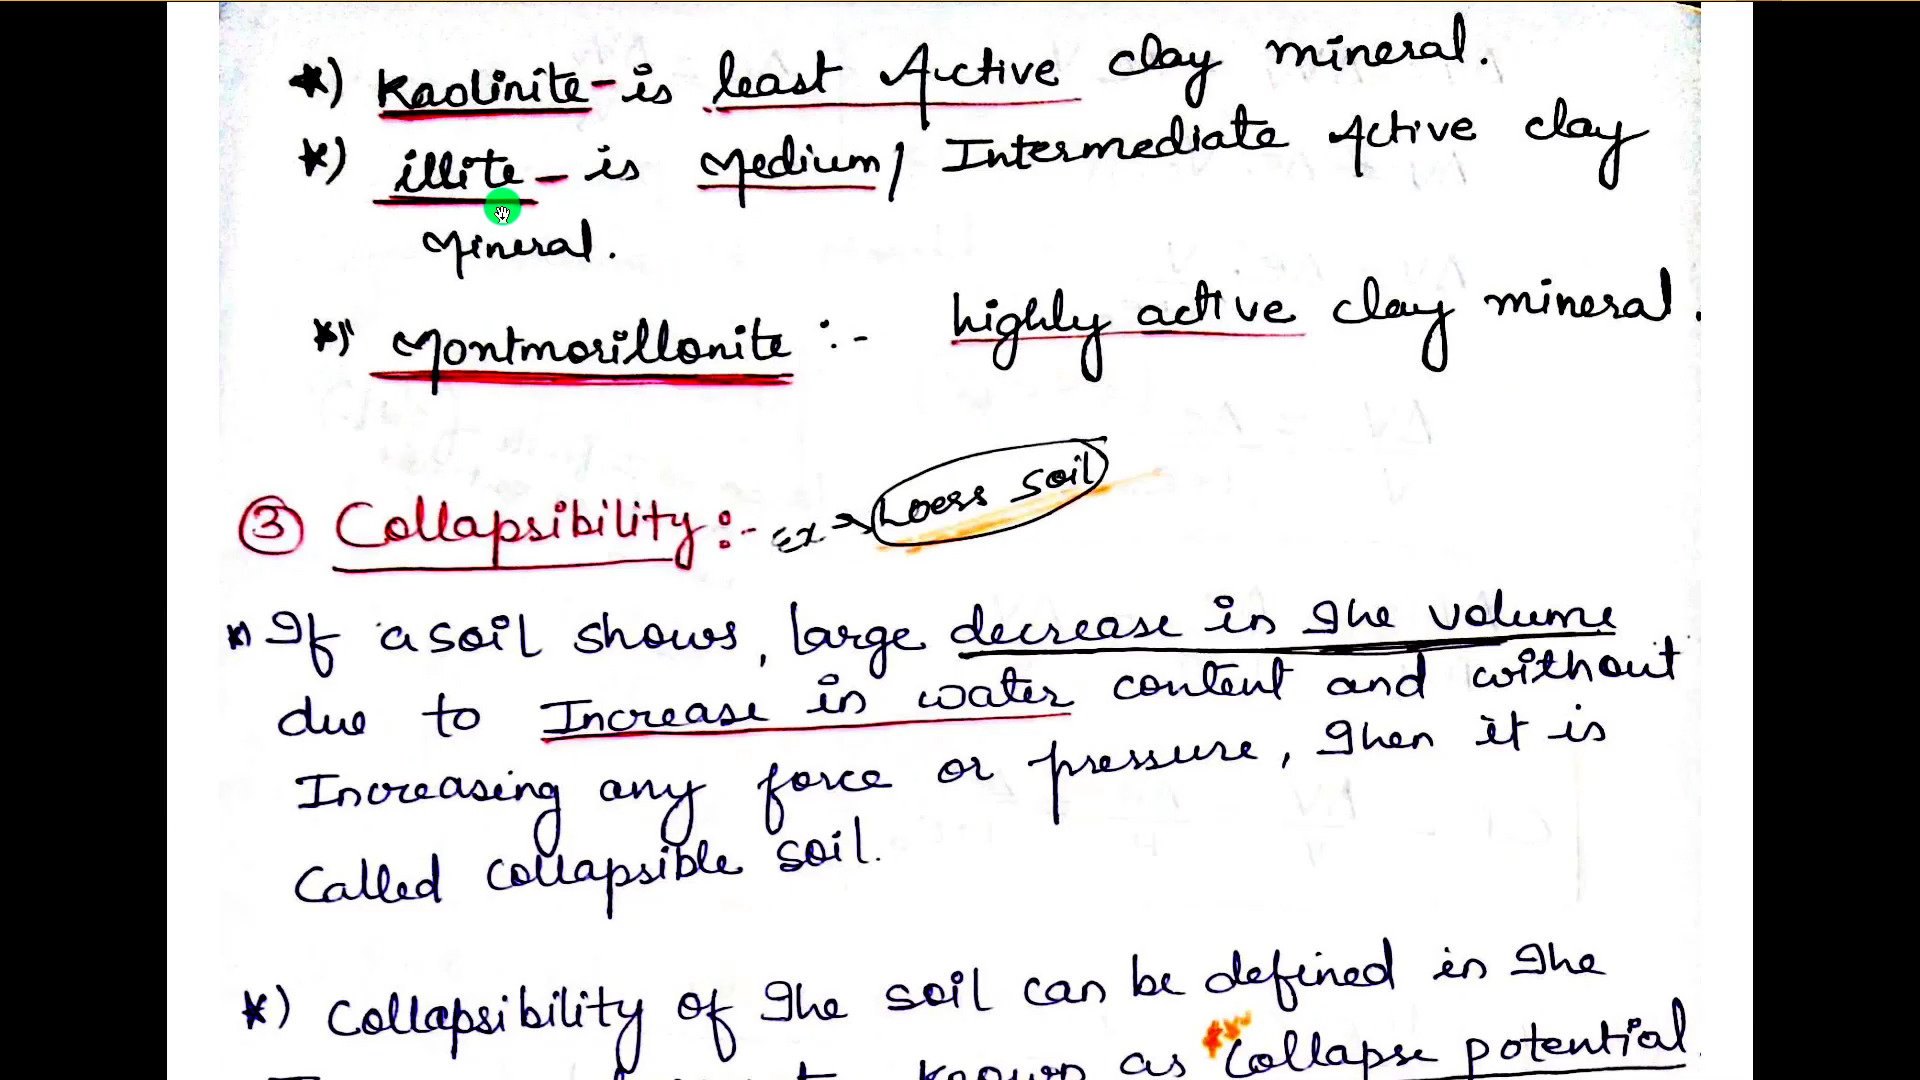 *) Kaolinite - is least Active clay mineral.
*) illite - is Medium / Intermediate Active clay
Mineral.
*) Montmorillonite :- highly active clay mineral.
③ Collapsibility :- Ex → Loess soil
*) If a soil shows, large decrease in the volume
due to Increase in water content and without
Increasing any force or pressure, then it is
Called collapsible soil.
*) Collapsibility of the soil can be defined in the
known as **Collapse potential